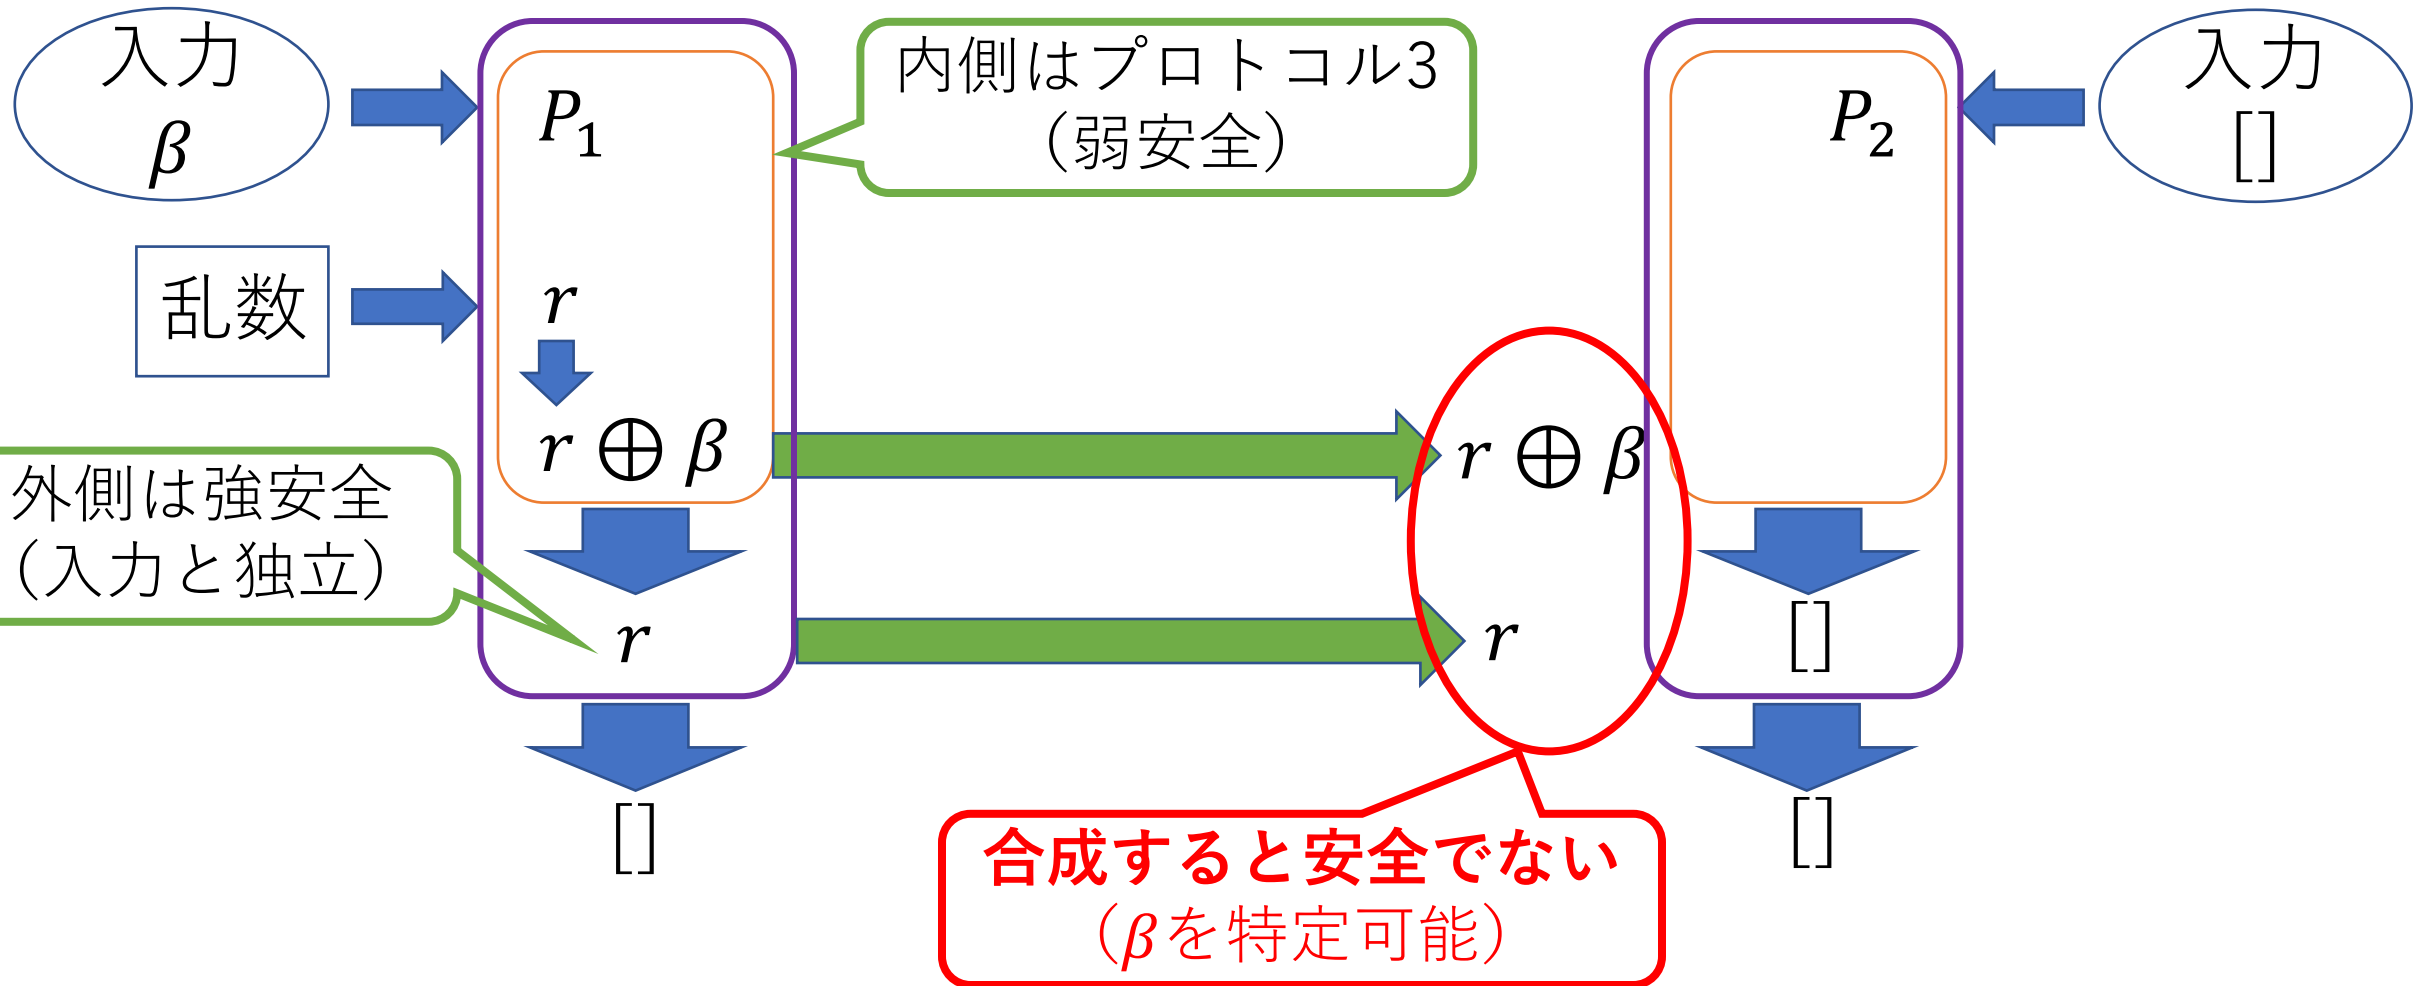 入力
β
P₁
内側はプロトコル3
（弱安全）
P₂
入力
[]
乱数
r
r ⊕ β
r ⊕ β
外側は強安全
（入力と独立）
r
r
[]
[]
[]
合成すると安全でない
（βを特定可能）